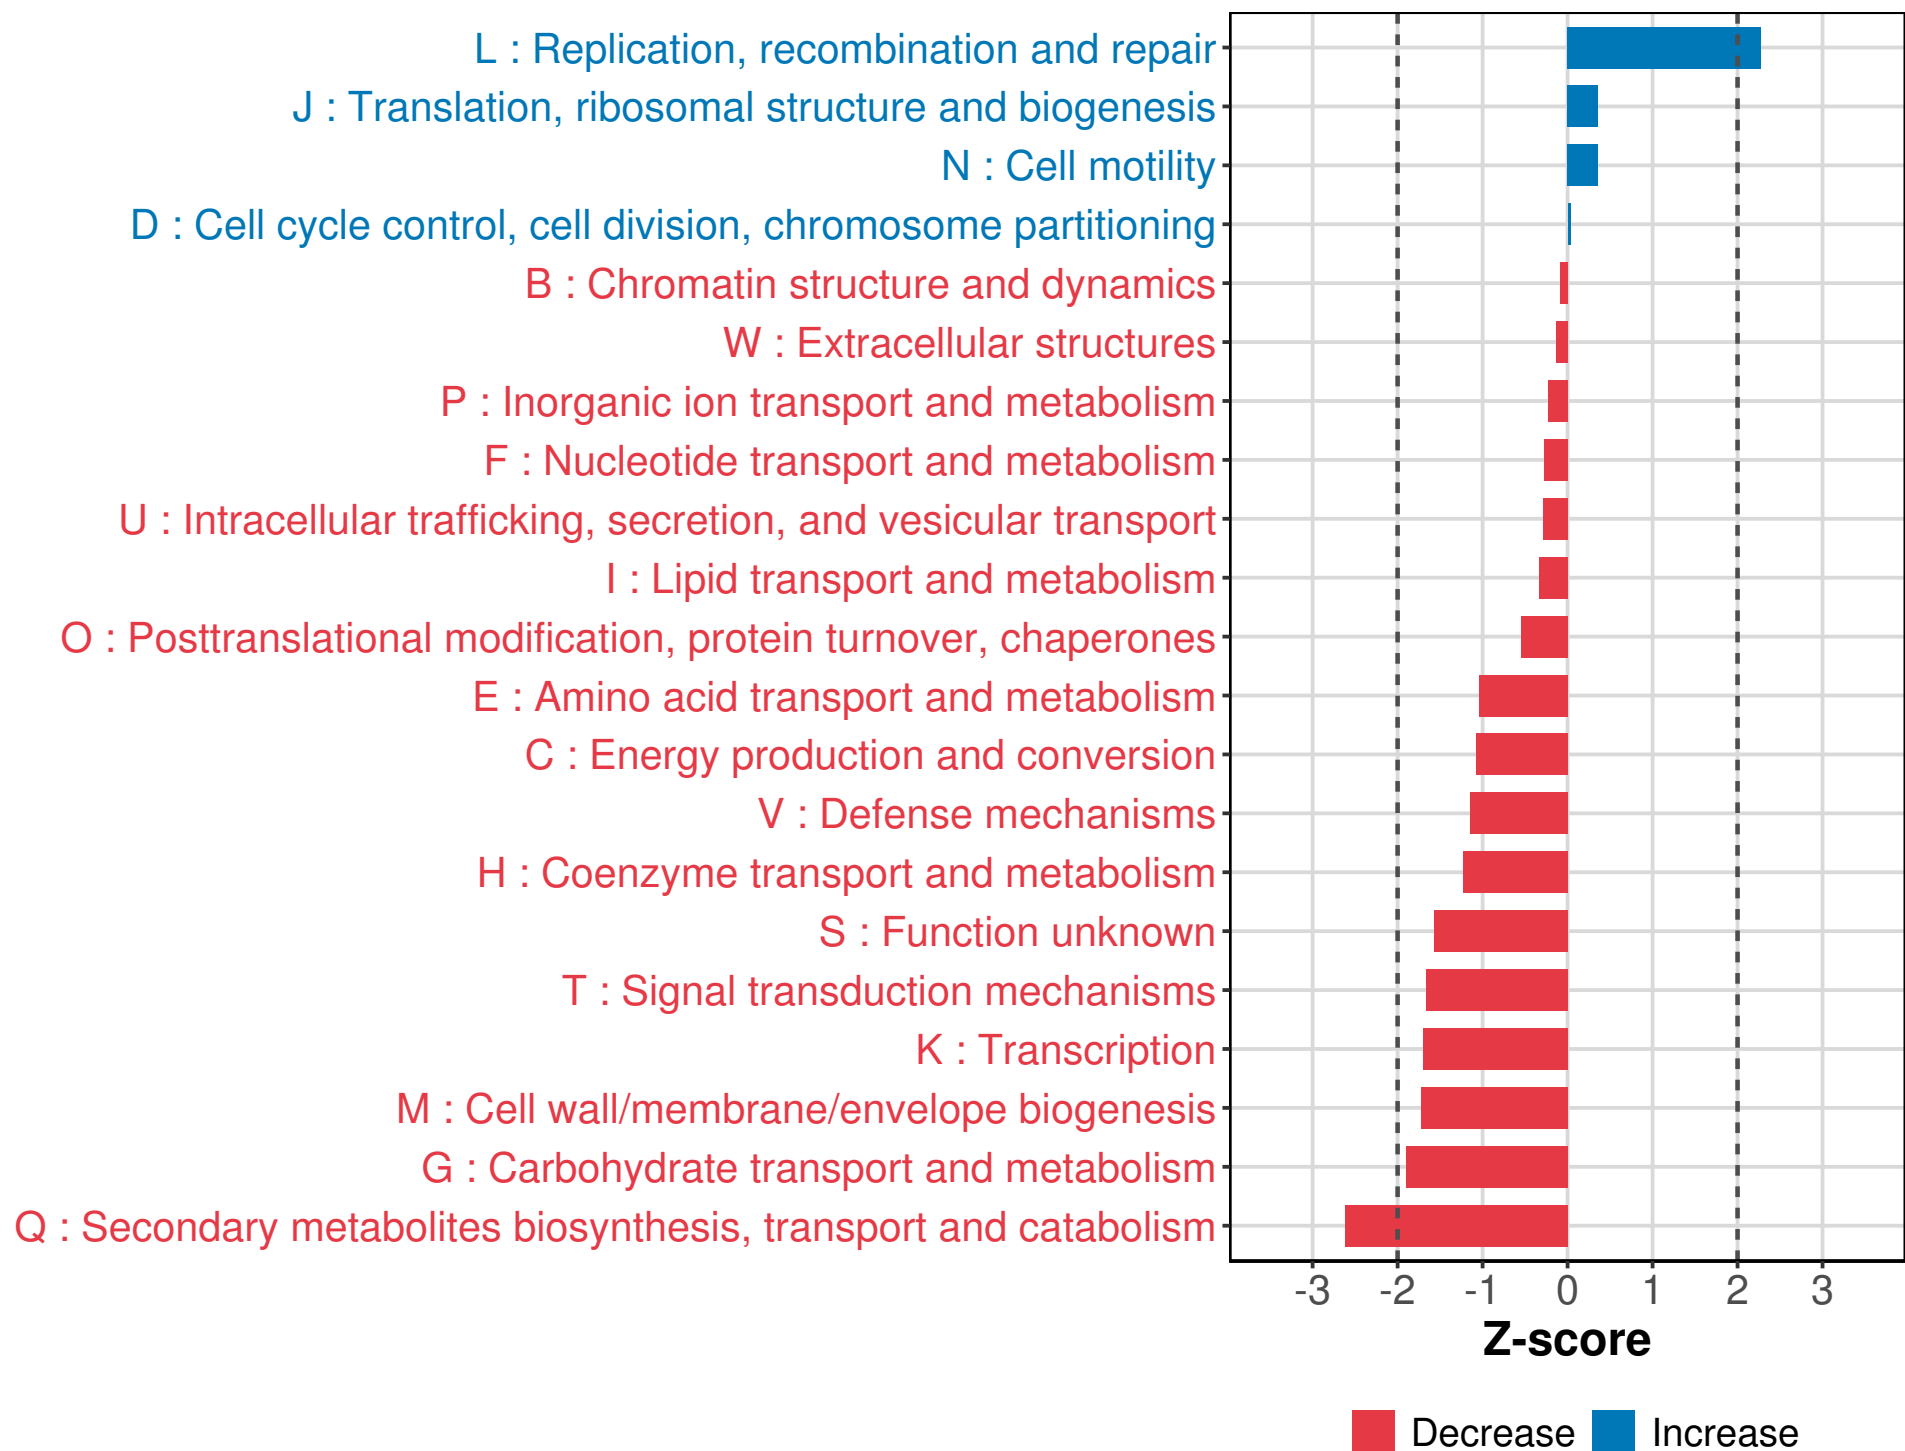 L : Replication, recombination and repair
J : Translation, ribosomal structure and biogenesis
N : Cell motility
D : Cell cycle control, cell division, chromosome partitioning
B : Chromatin structure and dynamics
W : Extracellular structures
P : Inorganic ion transport and metabolism
F : Nucleotide transport and metabolism
U : Intracellular trafficking, secretion, and vesicular transport
I : Lipid transport and metabolism
O : Posttranslational modification, protein turnover, chaperones
E : Amino acid transport and metabolism
C : Energy production and conversion
V : Defense mechanisms
H : Coenzyme transport and metabolism
S : Function unknown
T : Signal transduction mechanisms
K : Transcription
M : Cell wall/membrane/envelope biogenesis
G : Carbohydrate transport and metabolism
Q : Secondary metabolites biosynthesis, transport and catabolism
-3 -2 -1 0 1 2 3
Z-score
Decrease Increase